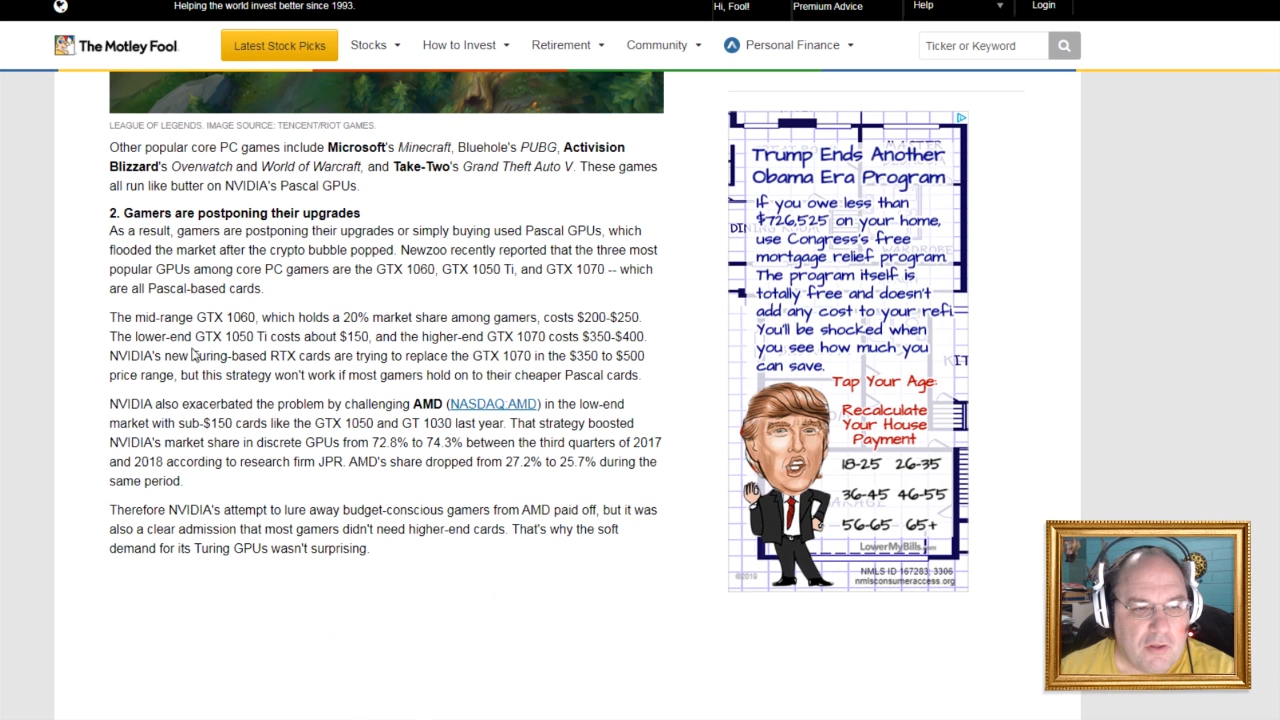 Helping the world invest better since 1993.
Hi, Fool!
Premium Advice
Help
Login
The Motley Fool
Latest Stock Picks
Stocks
How to Invest
Retirement
Community
Personal Finance
Ticker or Keyword
LEAGUE OF LEGENDS. IMAGE SOURCE: TENCENT/RIOT GAMES.
Other popular core PC games include Microsoft's Minecraft, Bluehole's PUBG, Activision
Blizzard's Overwatch and World of Warcraft, and Take-Two's Grand Theft Auto V. These games
all run like butter on NVIDIA's Pascal GPUs.
2. Gamers are postponing their upgrades
As a result, gamers are postponing their upgrades or simply buying used Pascal GPUs, which
flooded the market after the crypto bubble popped. Newzoo recently reported that the three most
popular GPUs among core PC gamers are the GTX 1060, GTX 1050 Ti, and GTX 1070 -- which
are all Pascal-based cards.
The mid-range GTX 1060, which holds a 20% market share among gamers, costs $200-$250.
The lower-end GTX 1050 Ti costs about $150, and the higher-end GTX 1070 costs $350-$400.
NVIDIA's new Turing-based RTX cards are trying to replace the GTX 1070 in the $350 to $500
price range, but this strategy won't work if most gamers hold on to their cheaper Pascal cards.
NVIDIA also exacerbated the problem by challenging AMD (NASDAQ:AMD) in the low-end
market with sub-$150 cards like the GTX 1050 and GT 1030 last year. That strategy boosted
NVIDIA's market share in discrete GPUs from 72.8% to 74.3% between the third quarters of 2017
and 2018 according to research firm JPR. AMD's share dropped from 27.2% to 25.7% during the
same period.
Therefore NVIDIA's attempt to lure away budget-conscious gamers from AMD paid off, but it was
also a clear admission that most gamers didn't need higher-end cards. That's why the soft
demand for its Turing GPUs wasn't surprising.
Trump Ends Another
Obama Era Program
If you owe less than
$726,525 on your home,
use Congress's free
mortgage relief program.
The program itself is
totally free and doesn't
add any cost to your refi.
You'll be shocked when
you see how much you
can save.
Tap Your Age:
Recalculate
Your House
Payment
18-25 26-35
36-45 46-55
56-65 65+
LowerMyBills.com
©2019
NMLS ID 167283, 3306
nmlsconsumeraccess.org